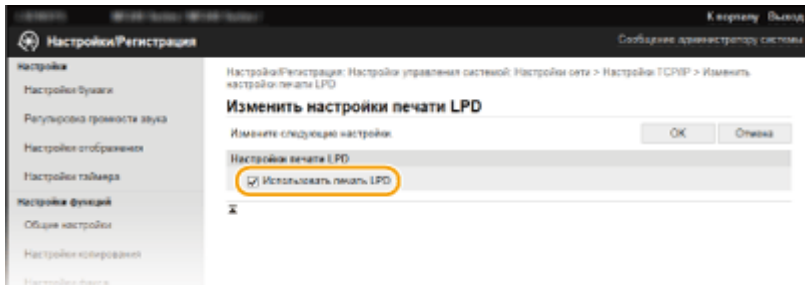 К порталу Выход
Настройки/Регистрация
Сообщение администратору системы
Настройки
Настройки бумаги
Регулировка громкости звука
Настройки отображения
Настройки таймера
Настройки функций
Общие настройки
Настройки копирования
Настройки факса
Настройки/Регистрация: Настройки управления системой: Настройки сети > Настройки TCP/IP > Изменить
настройки печати LPD
Изменить настройки печати LPD
Измените следующие настройки.
OK Отмена
Настройки печати LPD
Использовать печать LPD